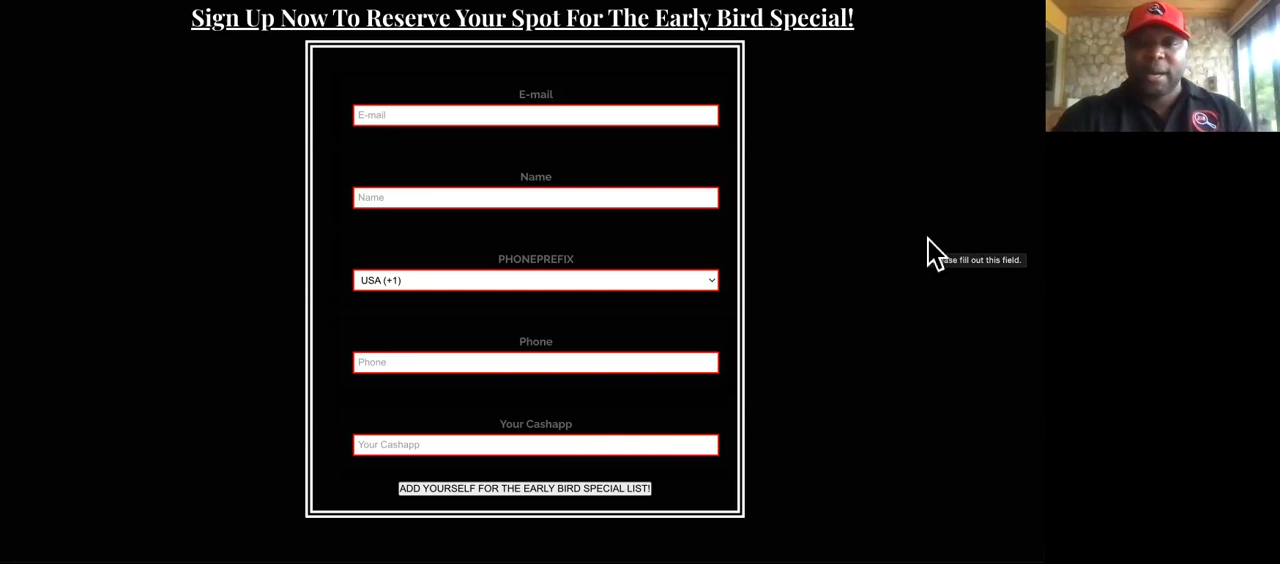 Sign Up Now To Reserve Your Spot For The Early Bird Special!
E-mail
E-mail
Name
Name
PHONEPREFIX
USA (+1)
fill out this field.
Phone
Phone
Your Cashapp
Your Cashapp
ADD YOURSELF FOR THE EARLY BIRD SPECIAL LIST!